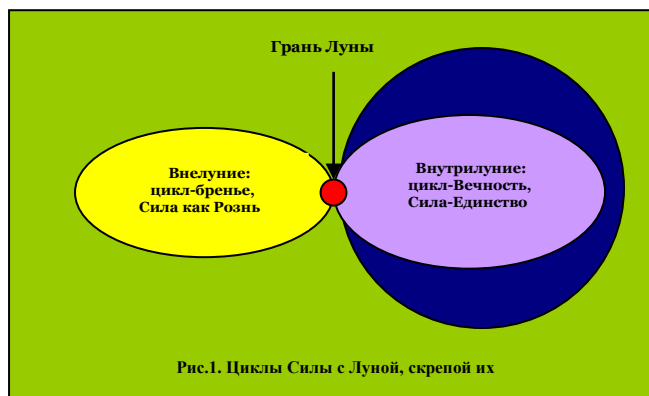 Грань Луны
Внелуние:
цикл-бренье,
Сила как Рознь
Внутрилуние:
цикл-Вечность,
Сила-Единство
Рис.1. Циклы Силы с Луной, скрепой их